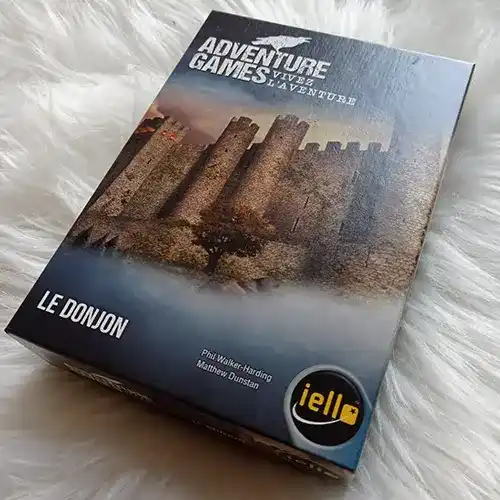 ADVENTURE
GAMES VIVEZ
L'AVENTURE
LE DONJON
Phil Walker-Harding
Matthew Dunstan
iello